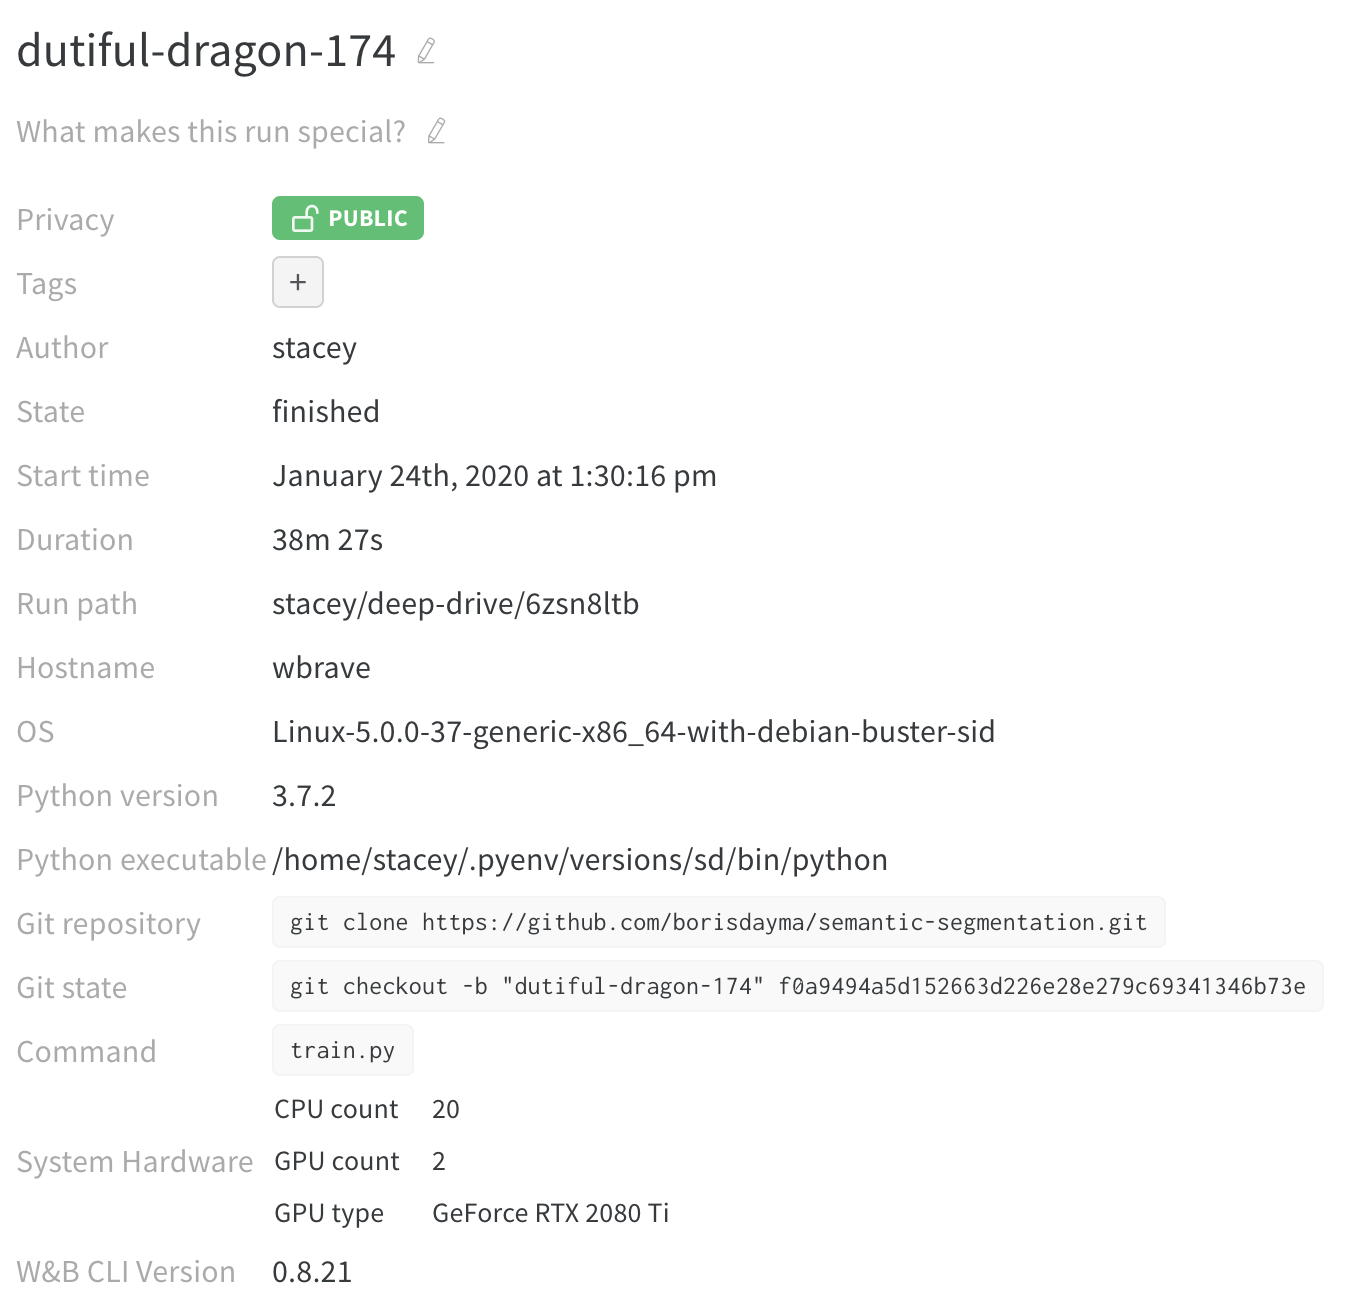 dutiful-dragon-174
What makes this run special?
Privacy PUBLIC
Tags +
Author stacey
State finished
Start time January 24th, 2020 at 1:30:16 pm
Duration 38m 27s
Run path stacey/deep-drive/6zsn8ltb
Hostname wbrave
OS Linux-5.0.0-37-generic-x86_64-with-debian-buster-sid
Python version 3.7.2
Python executable /home/stacey/.pyenv/versions/sd/bin/python
Git repository git clone https://github.com/borisdayma/semantic-segmentation.git
Git state git checkout -b "dutiful-dragon-174" f0a9494a5d152663d226e28e279c69341346b73e
Command train.py
CPU count 20
System Hardware GPU count 2
GPU type GeForce RTX 2080 Ti
W&B CLI Version 0.8.21